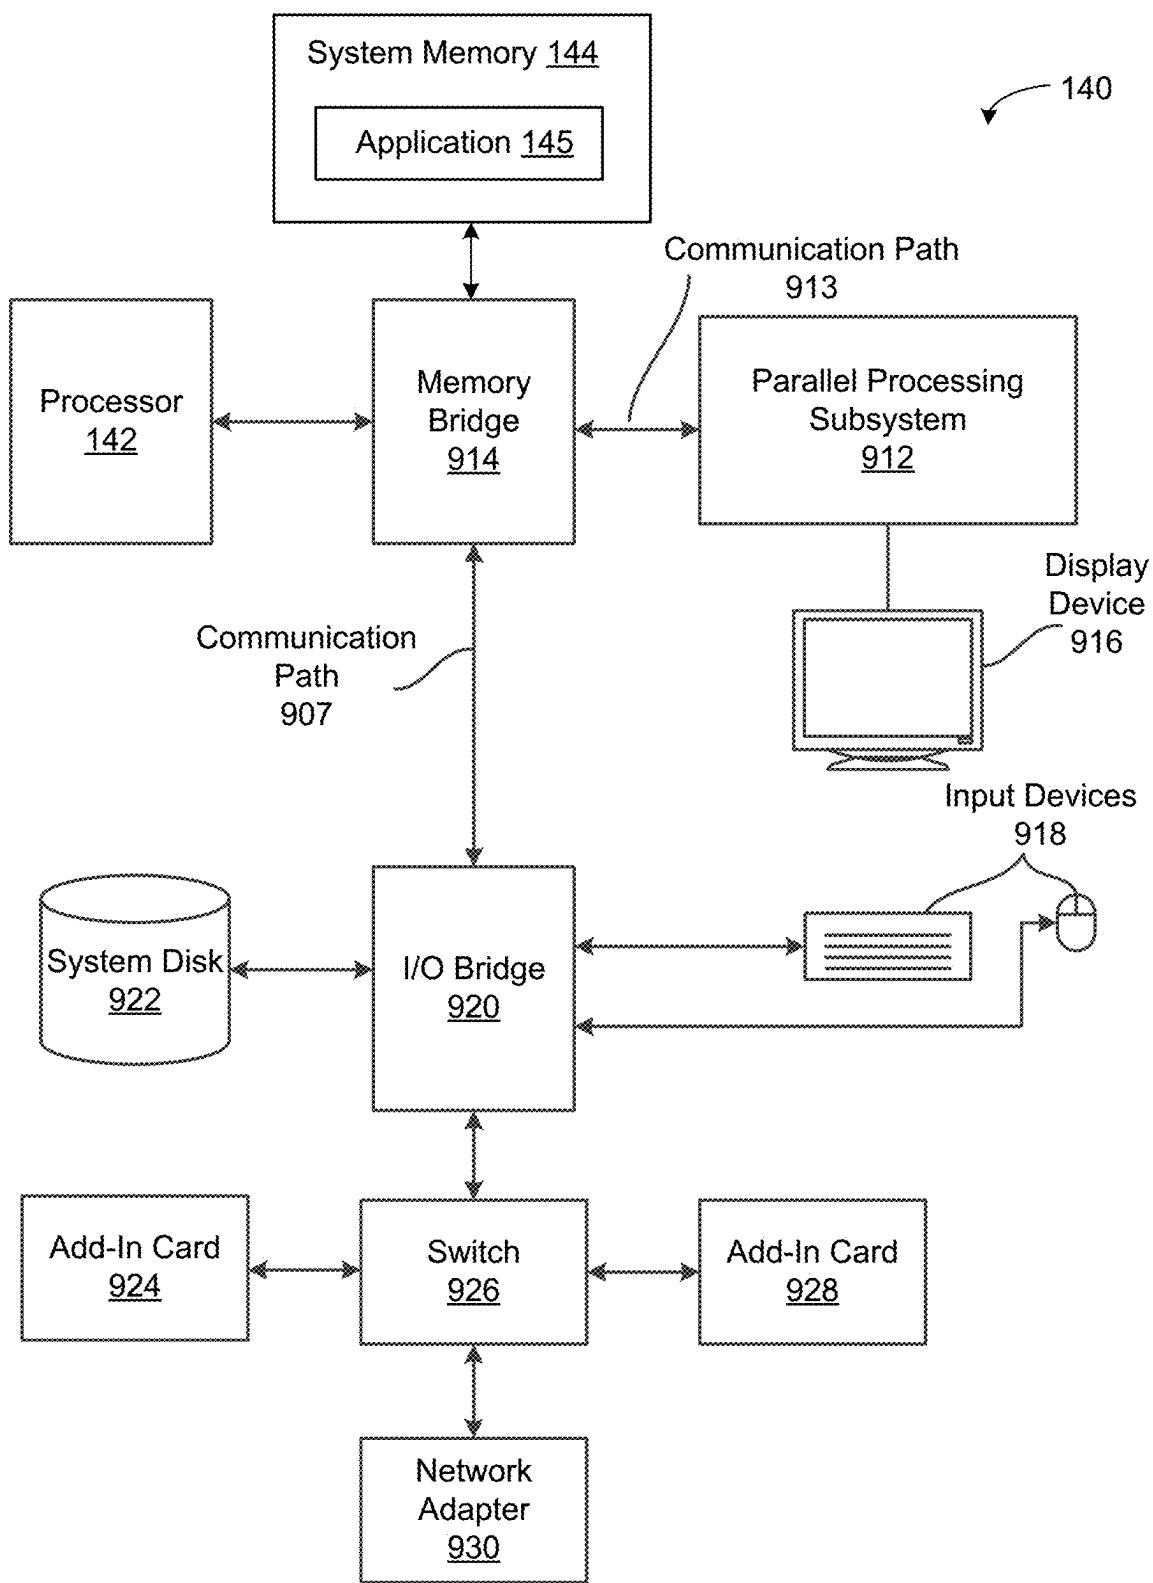 System Memory 144
Application 145
140
Communication Path
913
Processor
142
Memory
Bridge
914
Parallel Processing
Subsystem
912
Display
Device
916
Communication
Path
907
Input Devices
918
System Disk
922
I/O Bridge
920
Add-In Card
924
Switch
926
Add-In Card
928
Network
Adapter
930